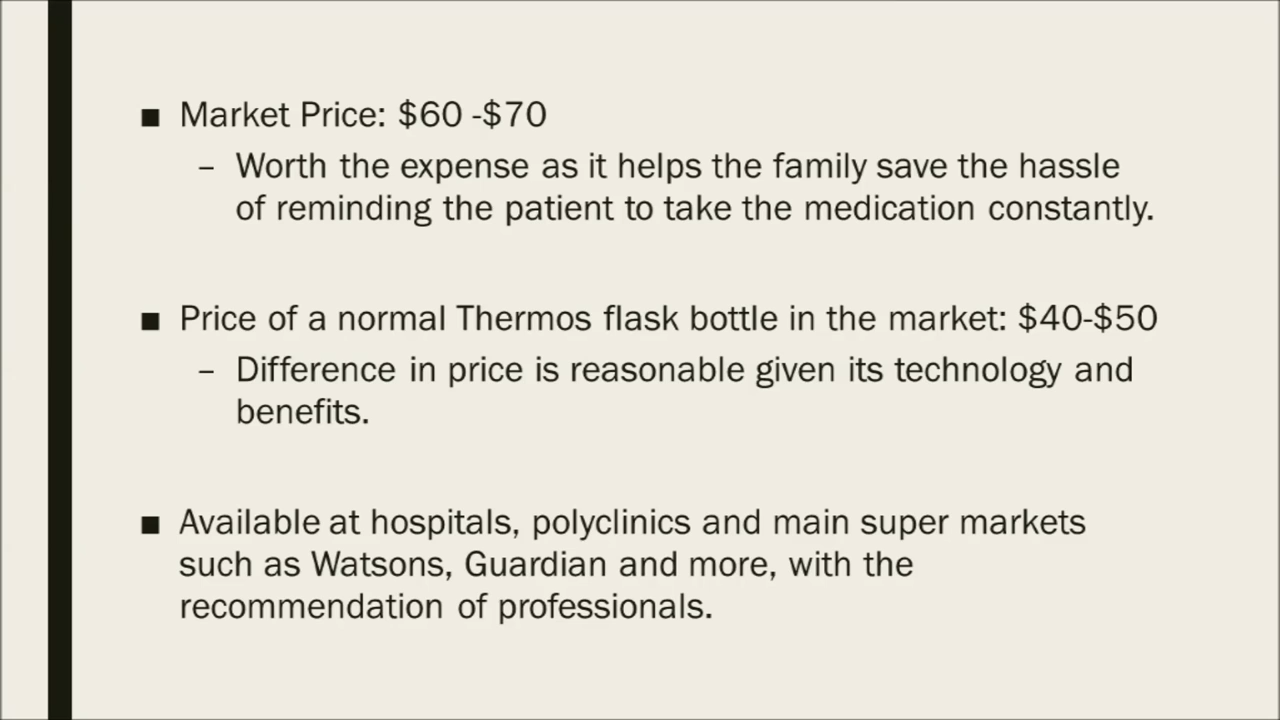 ■ Market Price: $60 -$70
– Worth the expense as it helps the family save the hassle
of reminding the patient to take the medication constantly.
■ Price of a normal Thermos flask bottle in the market: $40-$50
– Difference in price is reasonable given its technology and
benefits.
■ Available at hospitals, polyclinics and main super markets
such as Watsons, Guardian and more, with the
recommendation of professionals.